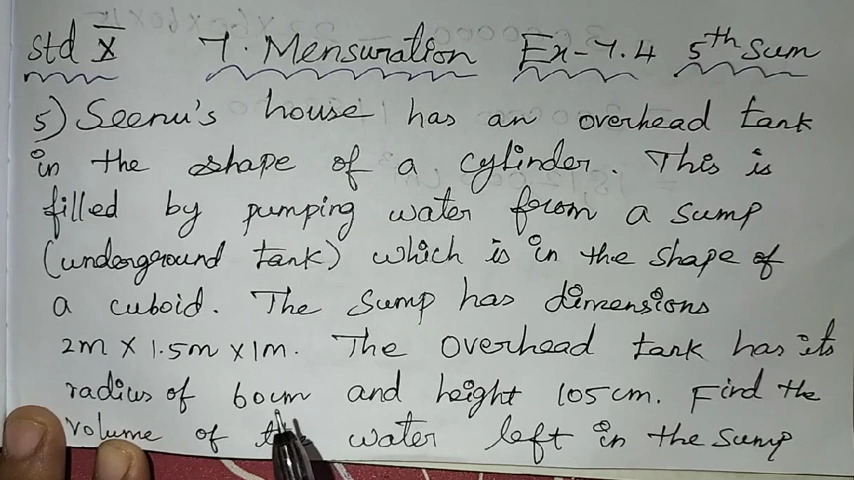 Std X 7. Mensuration Ex-7.4 5th Sum
5) Seenu's house has an overhead tank
in the shape of a cylinder. This is
filled by pumping water from a sump
(underground tank) which is in the shape of
a cuboid. The Sump has dimensions
2m X 1.5m X 1m. The Overhead tank has its
radius of 60cm and height 105cm. Find the
volume of the water left in the sump